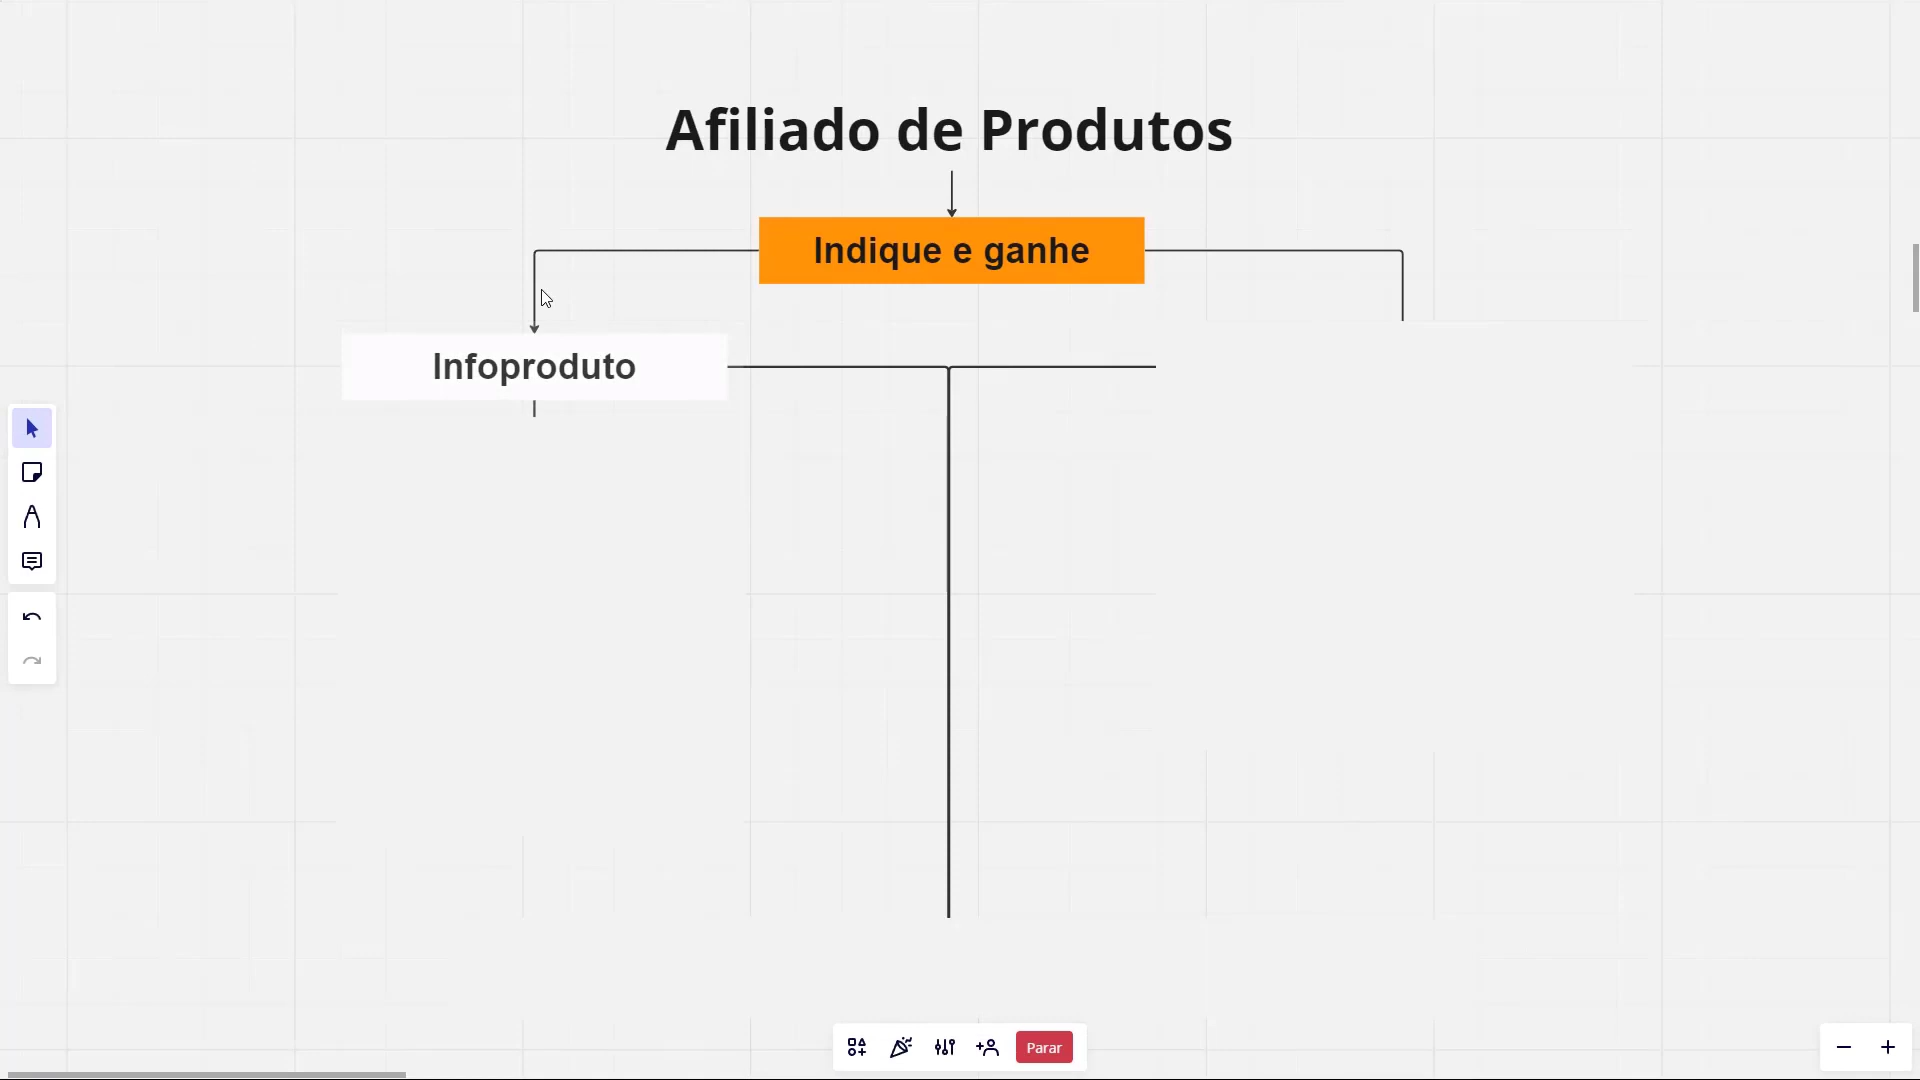 Afiliado de Produtos
Indique e ganhe
Infoproduto
Parar